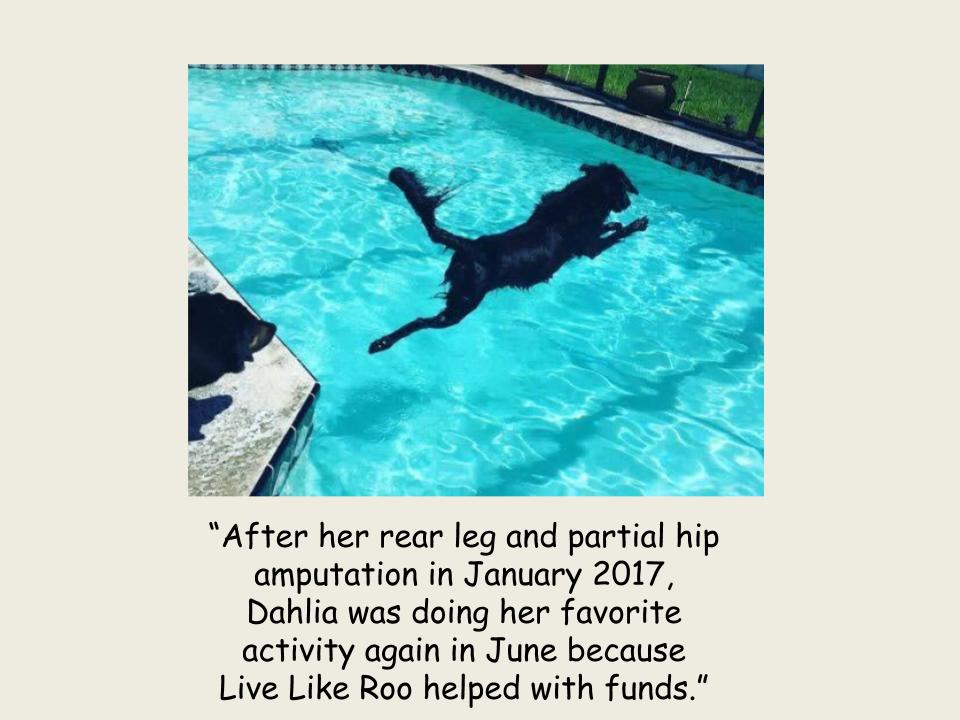 “After her rear leg and partial hip
amputation in January 2017,
Dahlia was doing her favorite
activity again in June because
Live Like Roo helped with funds.”